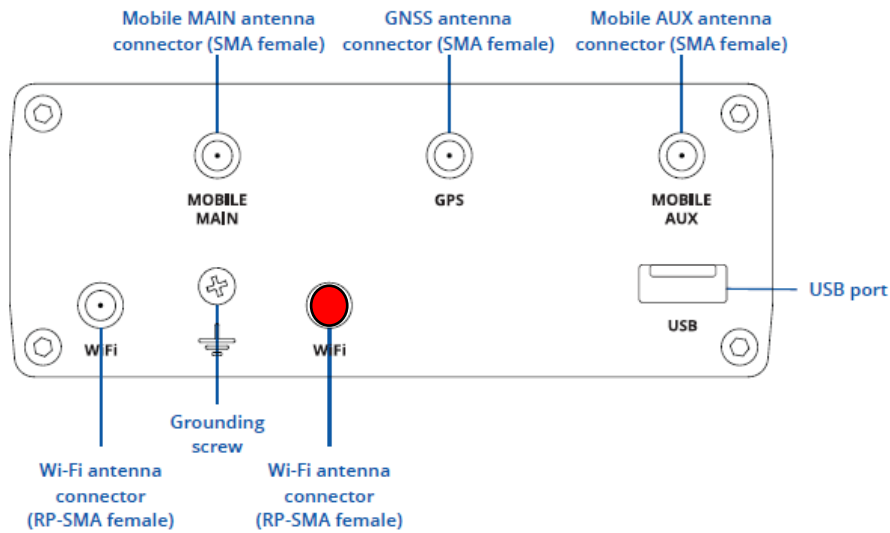 Mobile MAIN antenna
connector (SMA female)
GNSS antenna
connector (SMA female)
Mobile AUX antenna
connector (SMA female)
MOBILE
MAIN
GPS
MOBILE
AUX
USB port
USB
WiFi
WiFi
Grounding
screw
Wi-Fi antenna
connector
(RP-SMA female)
Wi-Fi antenna
connector
(RP-SMA female)